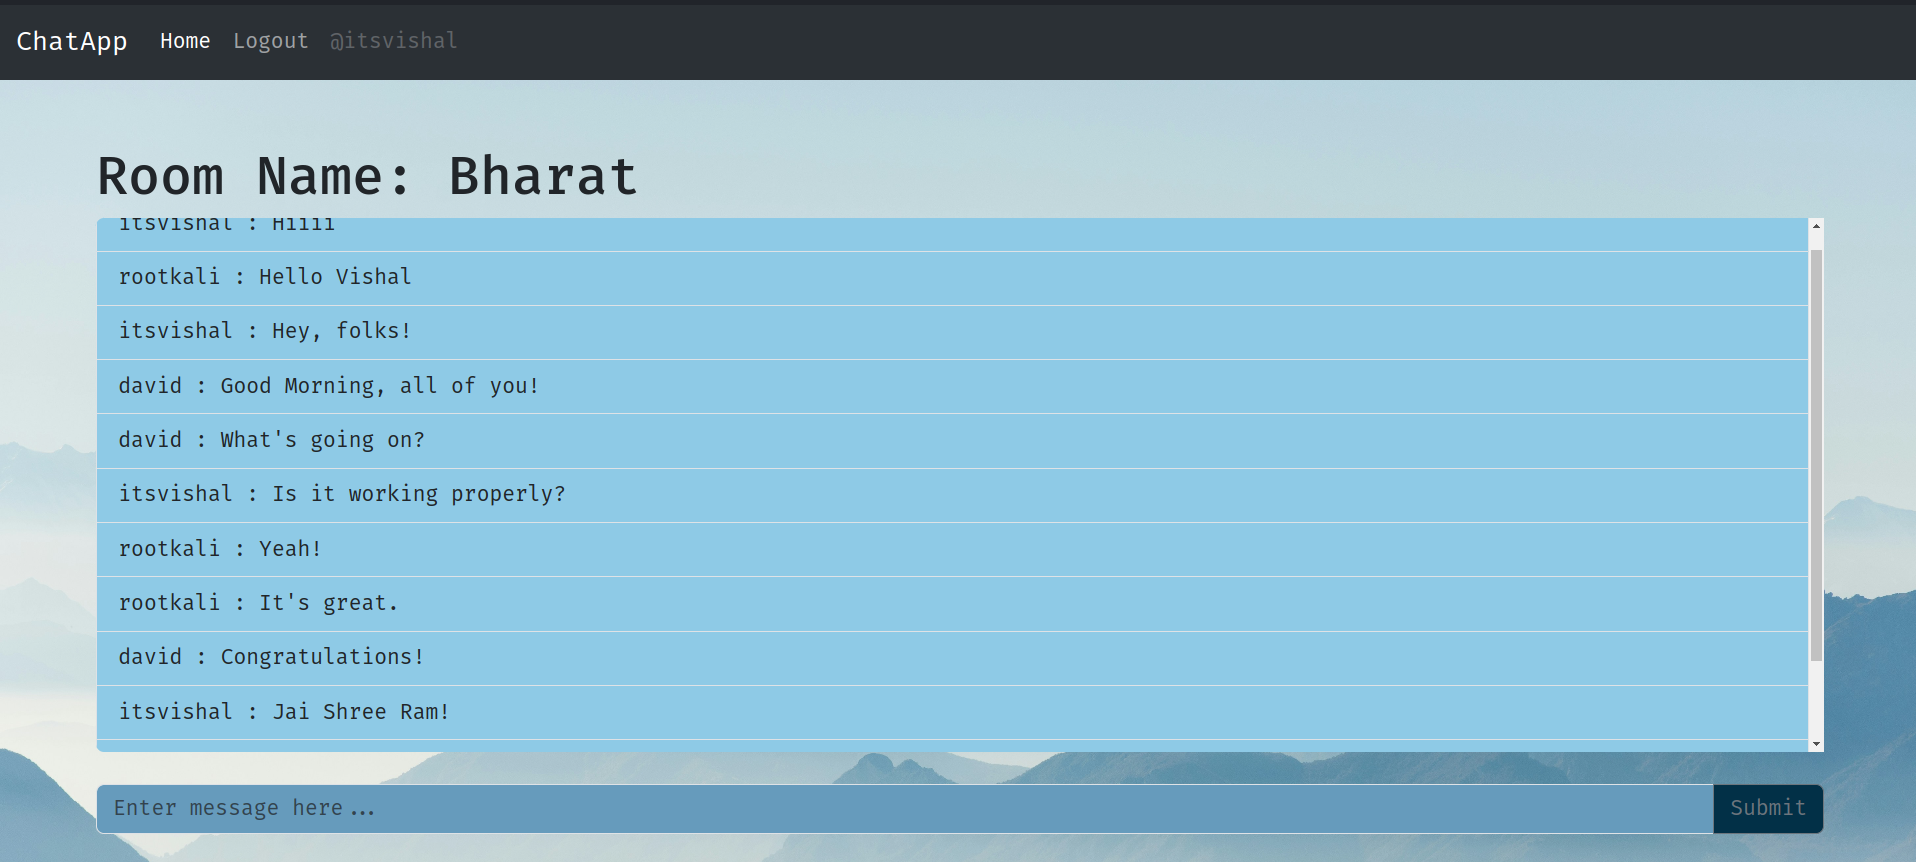 ChatApp Home Logout @itsvishal
Room Name: Bharat
itsvishal : Hiiii
rootkali : Hello Vishal
itsvishal : Hey, folks!
david : Good Morning, all of you!
david : What's going on?
itsvishal : Is it working properly?
rootkali : Yeah!
rootkali : It's great.
david : Congratulations!
itsvishal : Jai Shree Ram!
Enter message here... Submit